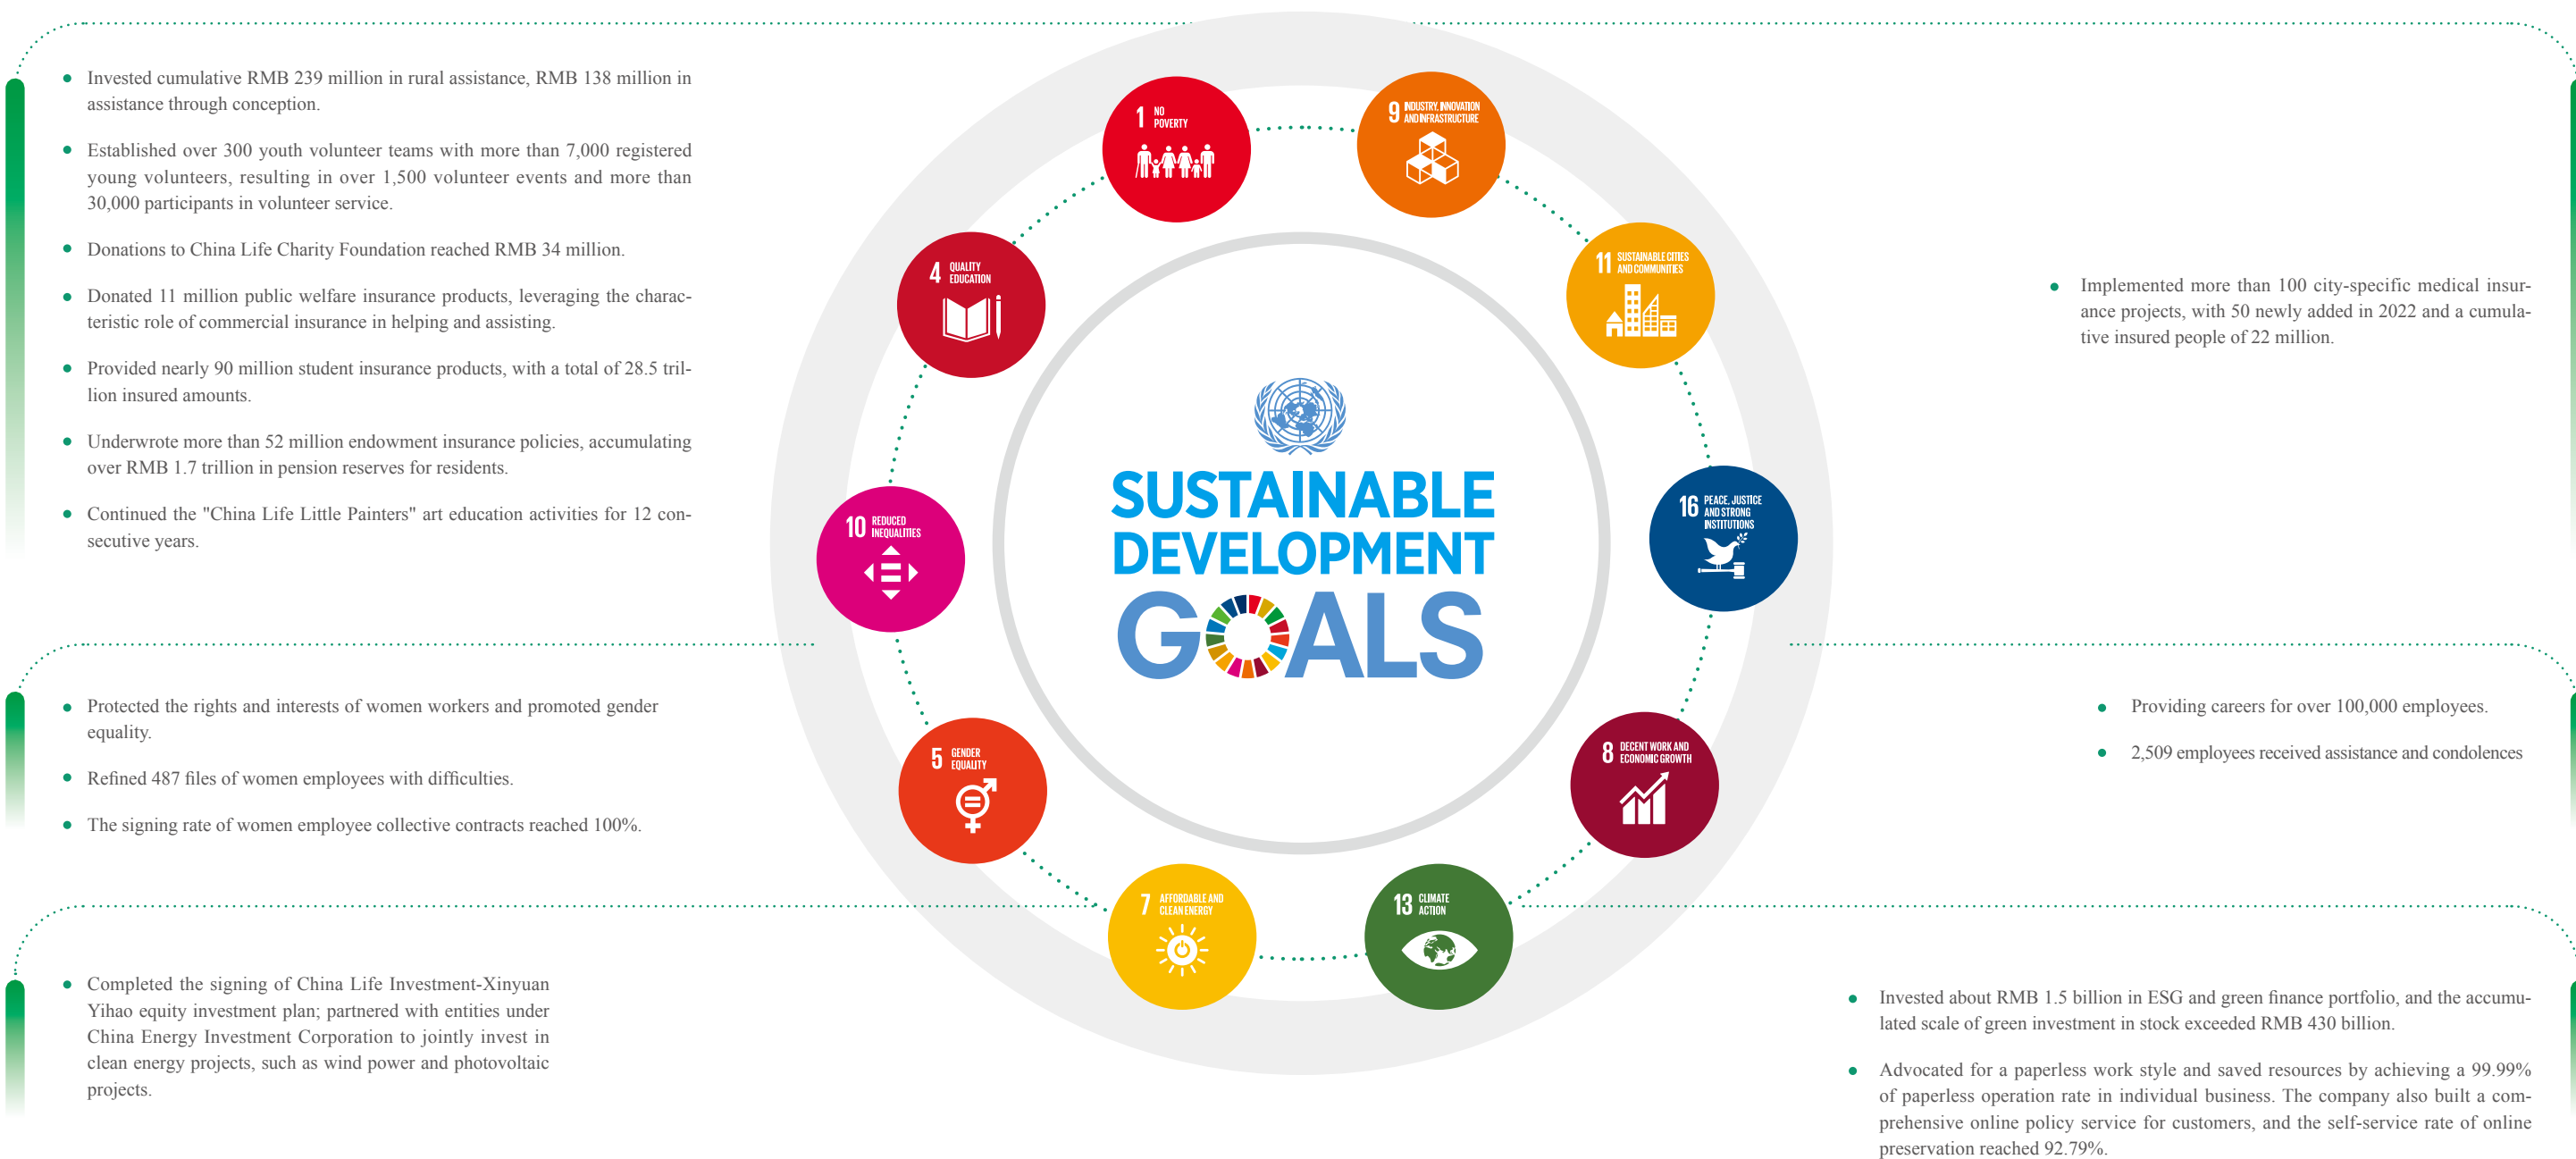 Invested cumulative RMB 239 million in rural assistance, RMB 138 million in
assistance through conception.
Established over 300 youth volunteer teams with more than 7,000 registered
young volunteers, resulting in over 1,500 volunteer events and more than
30,000 participants in volunteer service.
Donations to China Life Charity Foundation reached RMB 34 million.
Donated 11 million public welfare insurance products, leveraging the charac-
teristic role of commercial insurance in helping and assisting.
Provided nearly 90 million student insurance products, with a total of 28.5 tril-
lion insured amounts.
Underwrote more than 52 million endowment insurance policies, accumulating
over RMB 1.7 trillion in pension reserves for residents.
Continued the "China Life Little Painters" art education activities for 12 con-
secutive years.
Protected the rights and interests of women workers and promoted gender
equality.
Refined 487 files of women employees with difficulties.
The signing rate of women employee collective contracts reached 100%.
Completed the signing of China Life Investment-Xinyuan
Yihao equity investment plan; partnered with entities under
China Energy Investment Corporation to jointly invest in
clean energy projects, such as wind power and photovoltaic
projects.
1 NO
POVERTY
9 INDUSTRY, INNOVATION
AND INFRASTRUCTURE
4 QUALITY
EDUCATION
11 SUSTAINABLE CITIES
AND COMMUNITIES
10 REDUCED
INEQUALITIES
16 PEACE, JUSTICE
AND STRONG
INSTITUTIONS
SUSTAINABLE
DEVELOPMENT
GOALS
5 GENDER
EQUALITY
8 DECENT WORK AND
ECONOMIC GROWTH
7 AFFORDABLE AND
CLEAN ENERGY
13 CLIMATE
ACTION
Implemented more than 100 city-specific medical insur-
ance projects, with 50 newly added in 2022 and a cumula-
tive insured people of 22 million.
Providing careers for over 100,000 employees.
2,509 employees received assistance and condolences
Invested about RMB 1.5 billion in ESG and green finance portfolio, and the accumu-
lated scale of green investment in stock exceeded RMB 430 billion.
Advocated for a paperless work style and saved resources by achieving a 99.99%
of paperless operation rate in individual business. The company also built a com-
prehensive online policy service for customers, and the self-service rate of online
preservation reached 92.79%.